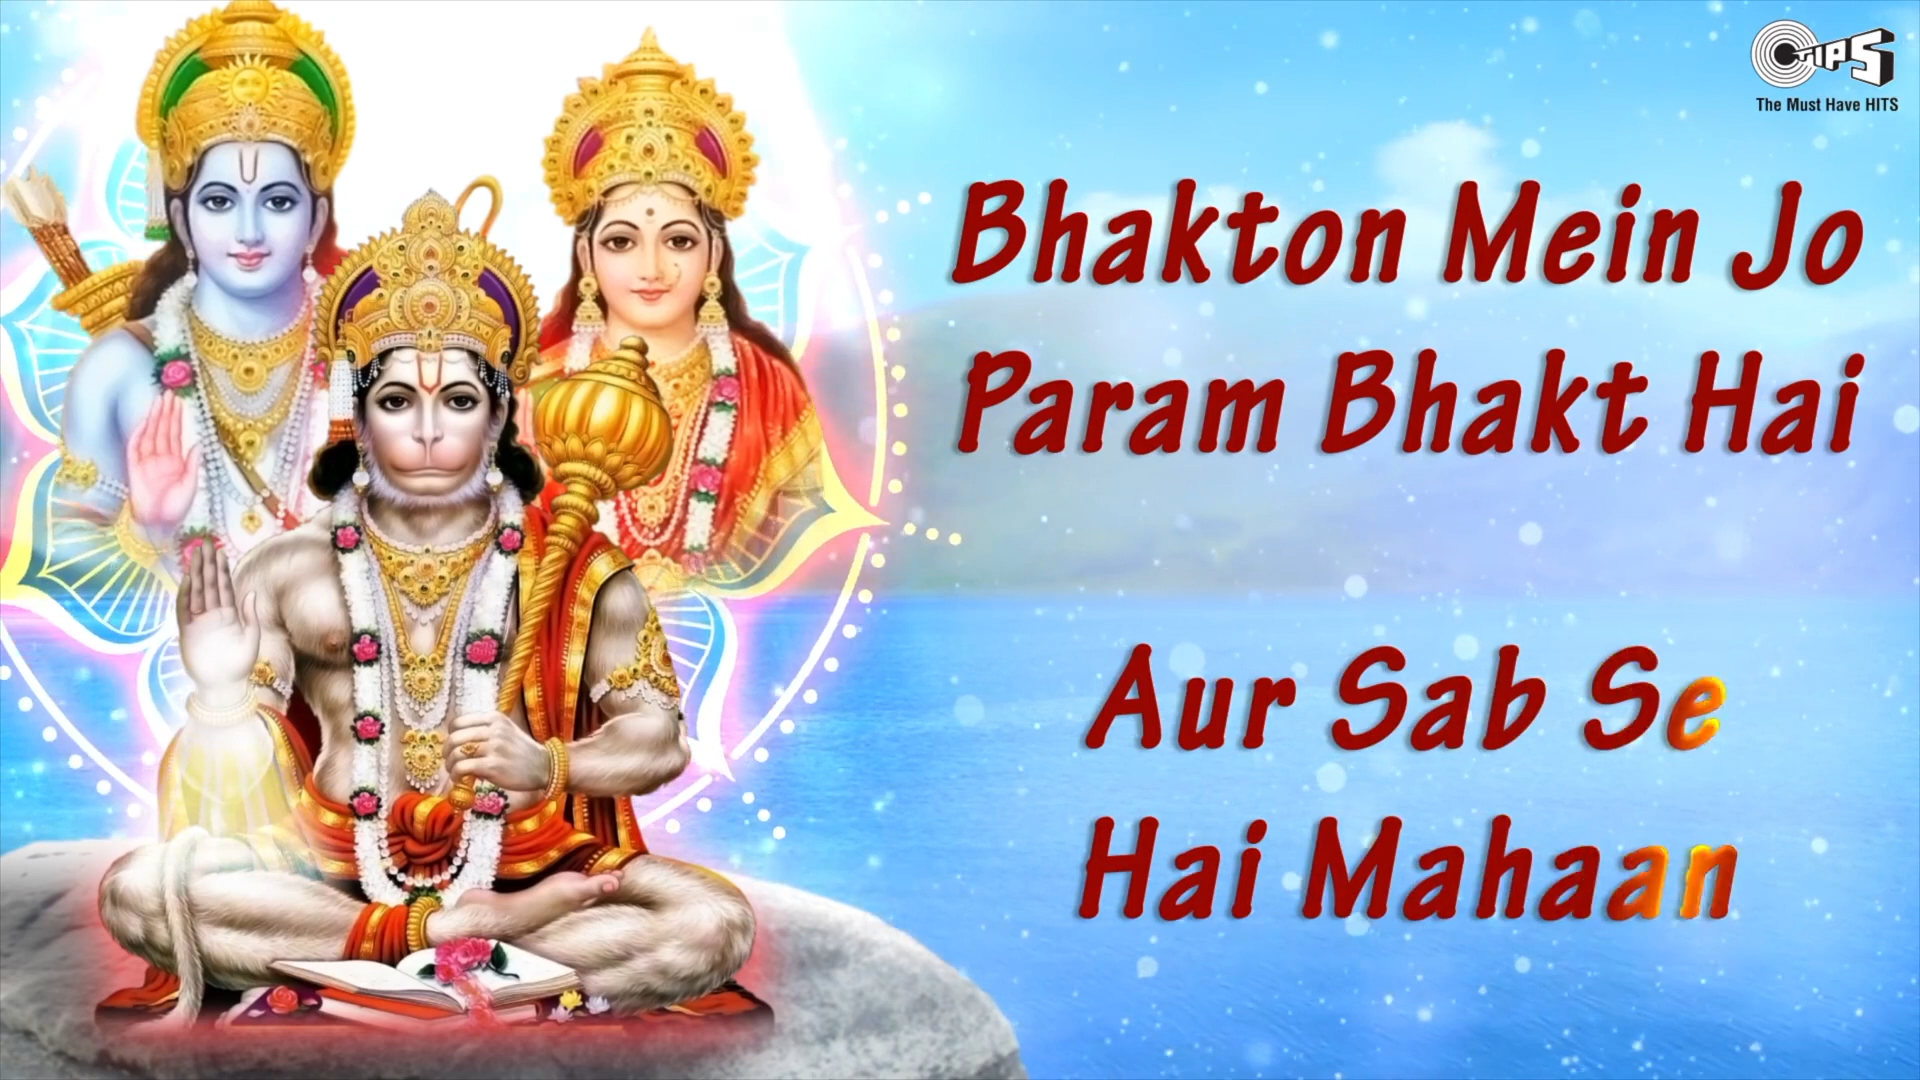 TIPS
The Must Have HITS
Bhakton Mein Jo
Param Bhakt Hai
Aur Sab Se
Hai Mahaan